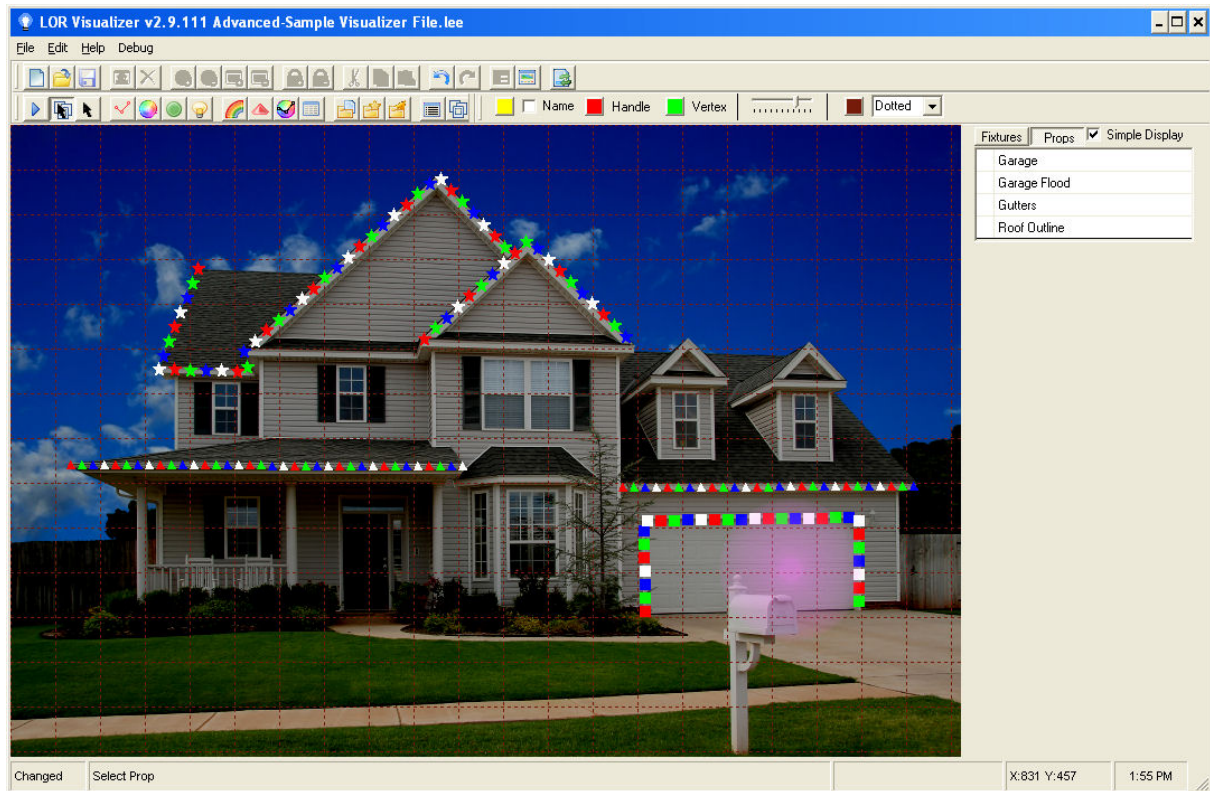 LOR Visualizer v2.9.111 Advanced-Sample Visualizer File.lee
File Edit Help Debug
Name Handle Vertex Dotted
Fixtures Props Simple Display
Garage
Garage Flood
Gutters
Roof Outline
Changed Select Prop X:831 Y:457 1:55 PM